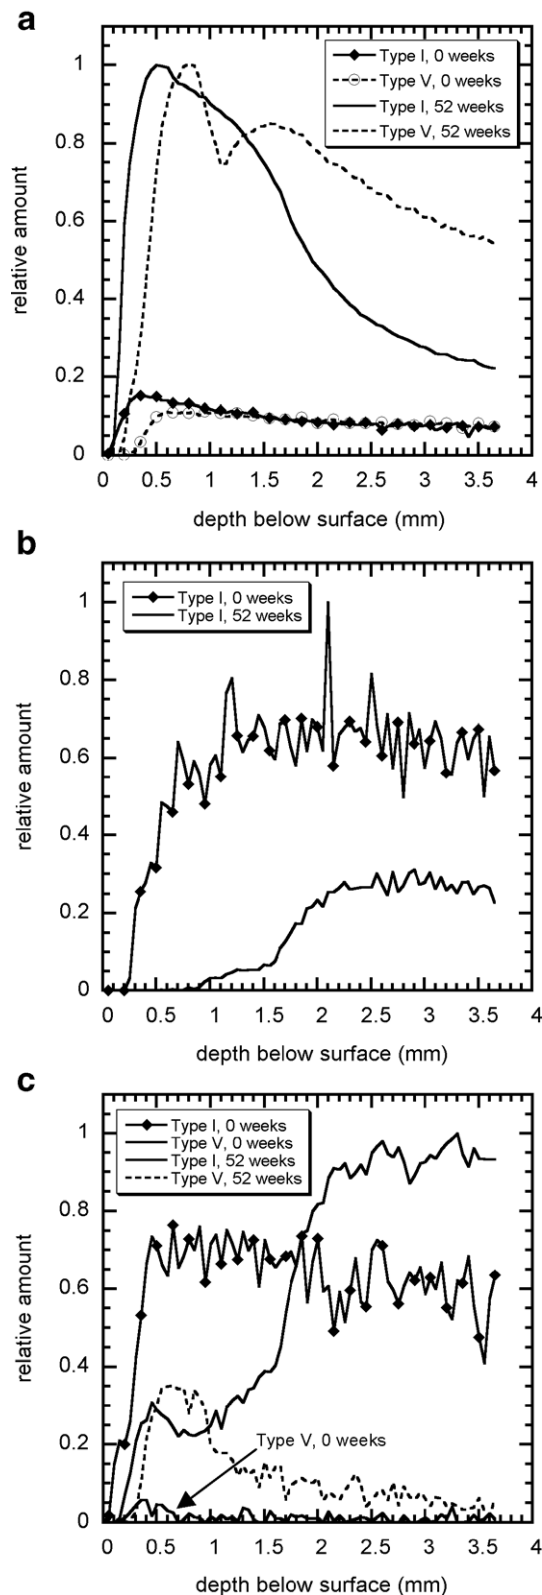 a
Type I, 0 weeks
Type V, 0 weeks
Type I, 52 weeks
Type V, 52 weeks
1
0.8
0.6
0.4
0.2
0
relative amount
0 0.5 1 1.5 2 2.5 3 3.5 4
depth below surface (mm)
b
Type I, 0 weeks
Type I, 52 weeks
1
0.8
0.6
0.4
0.2
0
relative amount
0 0.5 1 1.5 2 2.5 3 3.5 4
depth below surface (mm)
c
Type I, 0 weeks
Type V, 0 weeks
Type I, 52 weeks
Type V, 52 weeks
1
0.8
0.6
0.4
0.2
0
relative amount
Type V, 0 weeks
0 0.5 1 1.5 2 2.5 3 3.5 4
depth below surface (mm)